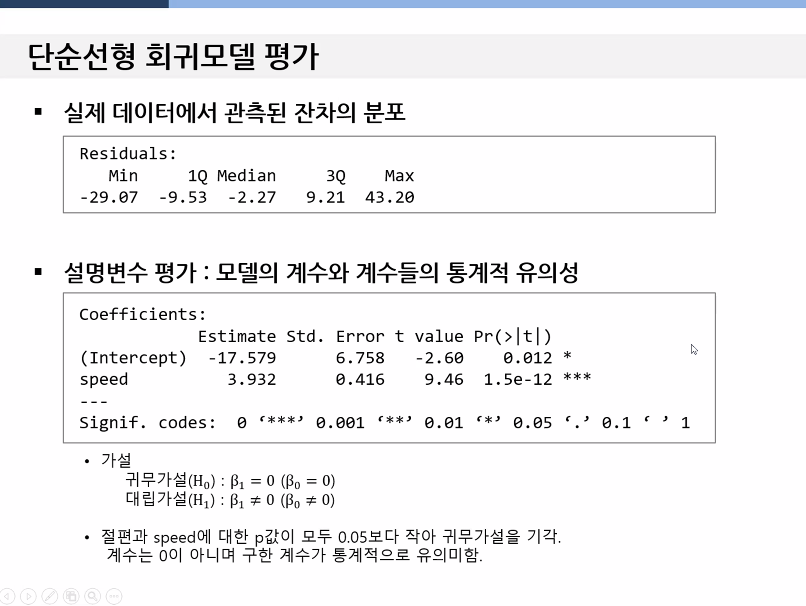 단순선형 회귀모델 평가
▪ 실제 데이터에서 관측된 잔차의 분포
Residuals:
   Min     1Q Median     3Q    Max
-29.07  -9.53  -2.27   9.21  43.20
▪ 설명변수 평가 : 모델의 계수와 계수들의 통계적 유의성
Coefficients:
            Estimate Std. Error t value Pr(>|t|)
(Intercept)  -17.579      6.758   -2.60    0.012 *
speed          3.932      0.416    9.46  1.5e-12 ***
---
Signif. codes:  0 ‘***’ 0.001 ‘**’ 0.01 ‘*’ 0.05 ‘.’ 0.1 ‘ ’ 1
• 가설
귀무가설(H₀) : β₁ = 0 (β₀ = 0)
대립가설(H₁) : β₁ ≠ 0 (β₀ ≠ 0)
• 절편과 speed에 대한 p값이 모두 0.05보다 작아 귀무가설을 기각.
계수는 0이 아니며 구한 계수가 통계적으로 유의미함.